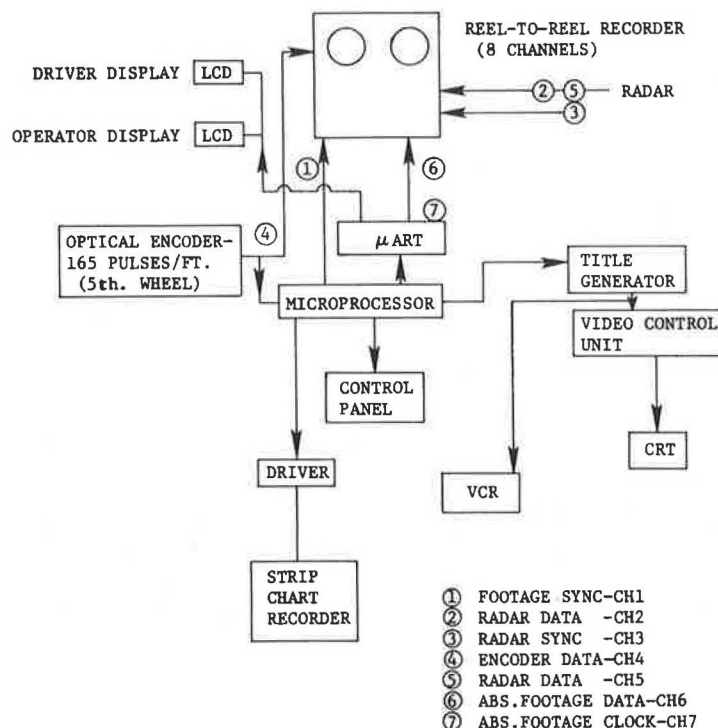 REEL-TO-REEL RECORDER
(8 CHANNELS)
DRIVER DISPLAY LCD
② ⑤ RADAR
③
OPERATOR DISPLAY LCD
① ⑥
④ ⑦
μART
OPTICAL ENCODER-
165 PULSES/FT.
(5th. WHEEL)
TITLE
GENERATOR
MICROPROCESSOR
VIDEO CONTROL
UNIT
CONTROL
PANEL
CRT
DRIVER
VCR
STRIP
CHART
RECORDER
① FOOTAGE SYNC-CH1
② RADAR DATA -CH2
③ RADAR SYNC -CH3
④ ENCODER DATA-CH4
⑤ RADAR DATA -CH5
⑥ ABS.FOOTAGE DATA-CH6
⑦ ABS.FOOTAGE CLOCK-CH7